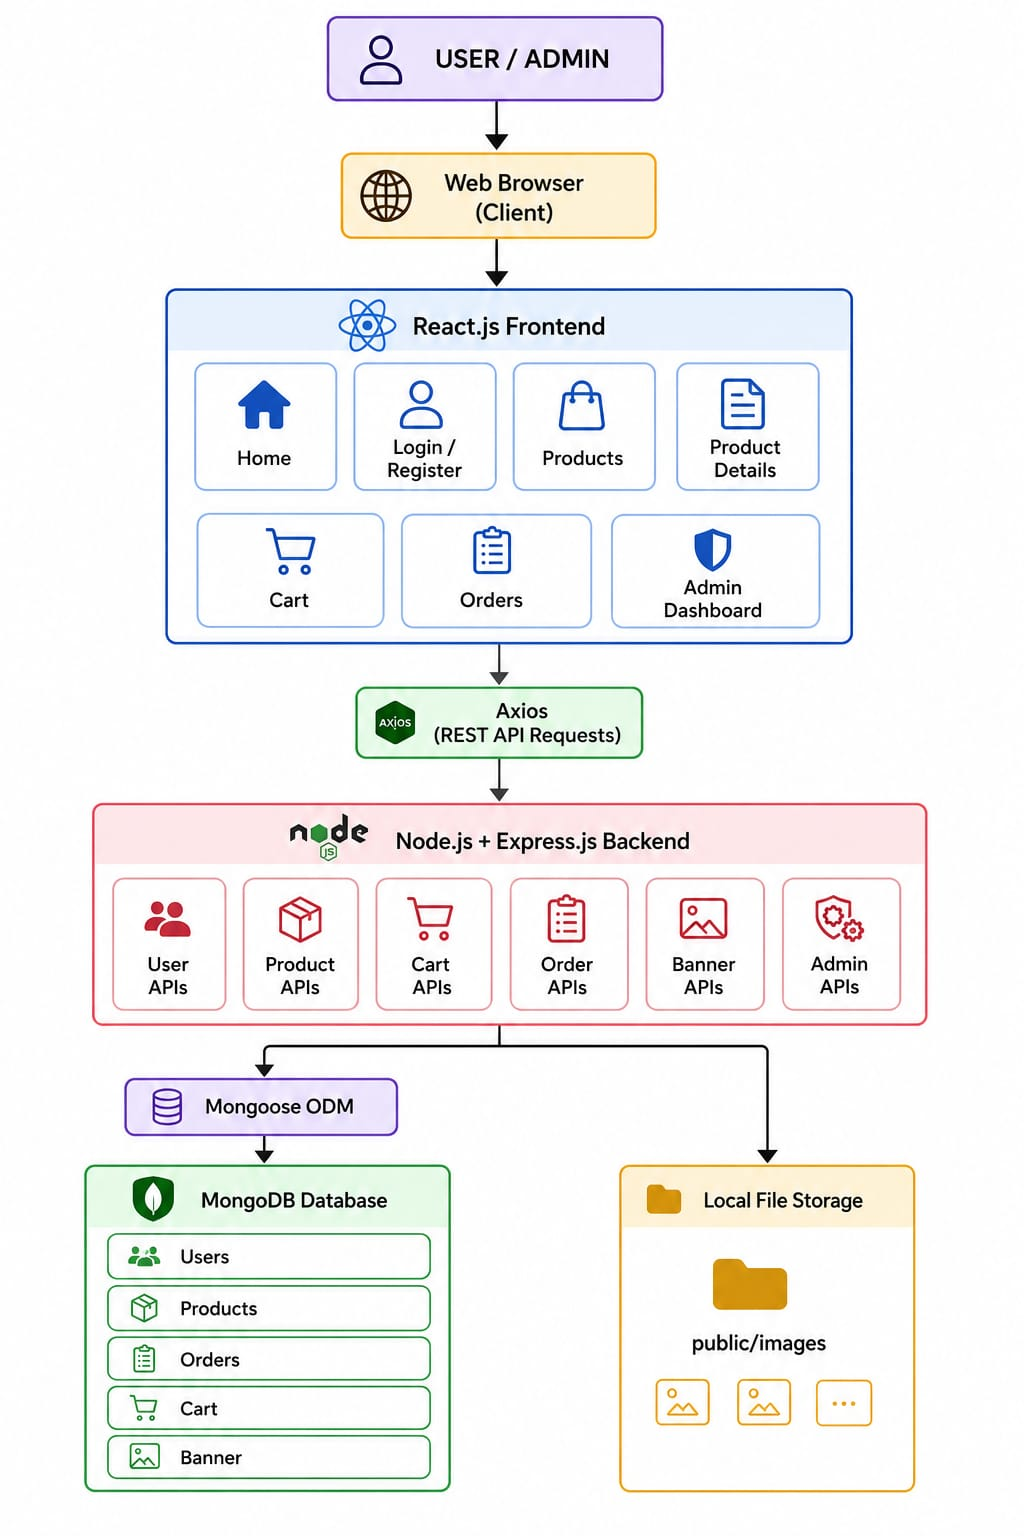 USER / ADMIN
Web Browser
(Client)
React.js Frontend
Home
Login /
Register
Products
Product
Details
Cart
Orders
Admin
Dashboard
AXIOS
Axios
(REST API Requests)
node
JS
Node.js + Express.js Backend
User
APIs
Product
APIs
Cart
APIs
Order
APIs
Banner
APIs
Admin
APIs
Mongoose ODM
MongoDB Database
Users
Products
Orders
Cart
Banner
Local File Storage
public/images